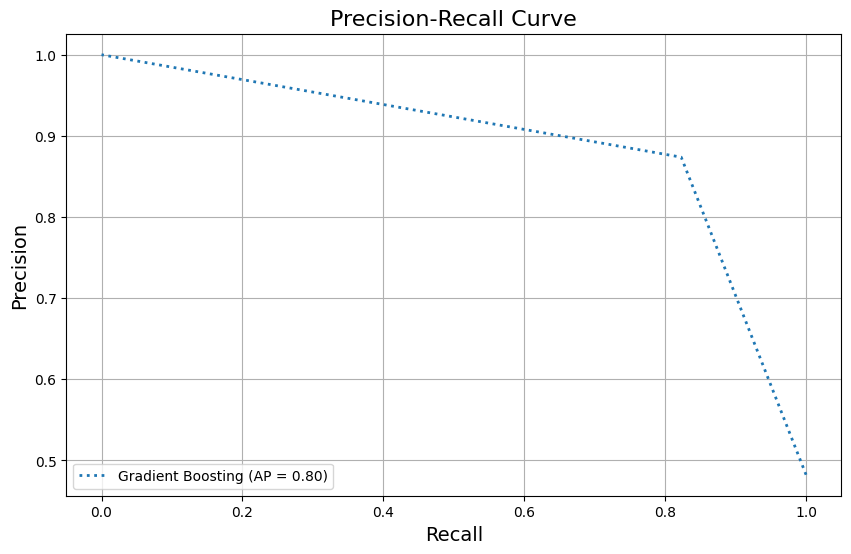 Precision-Recall Curve
Precision
1.0
0.9
0.8
0.7
0.6
0.5
Gradient Boosting (AP = 0.80)
0.0 0.2 0.4 0.6 0.8 1.0
Recall